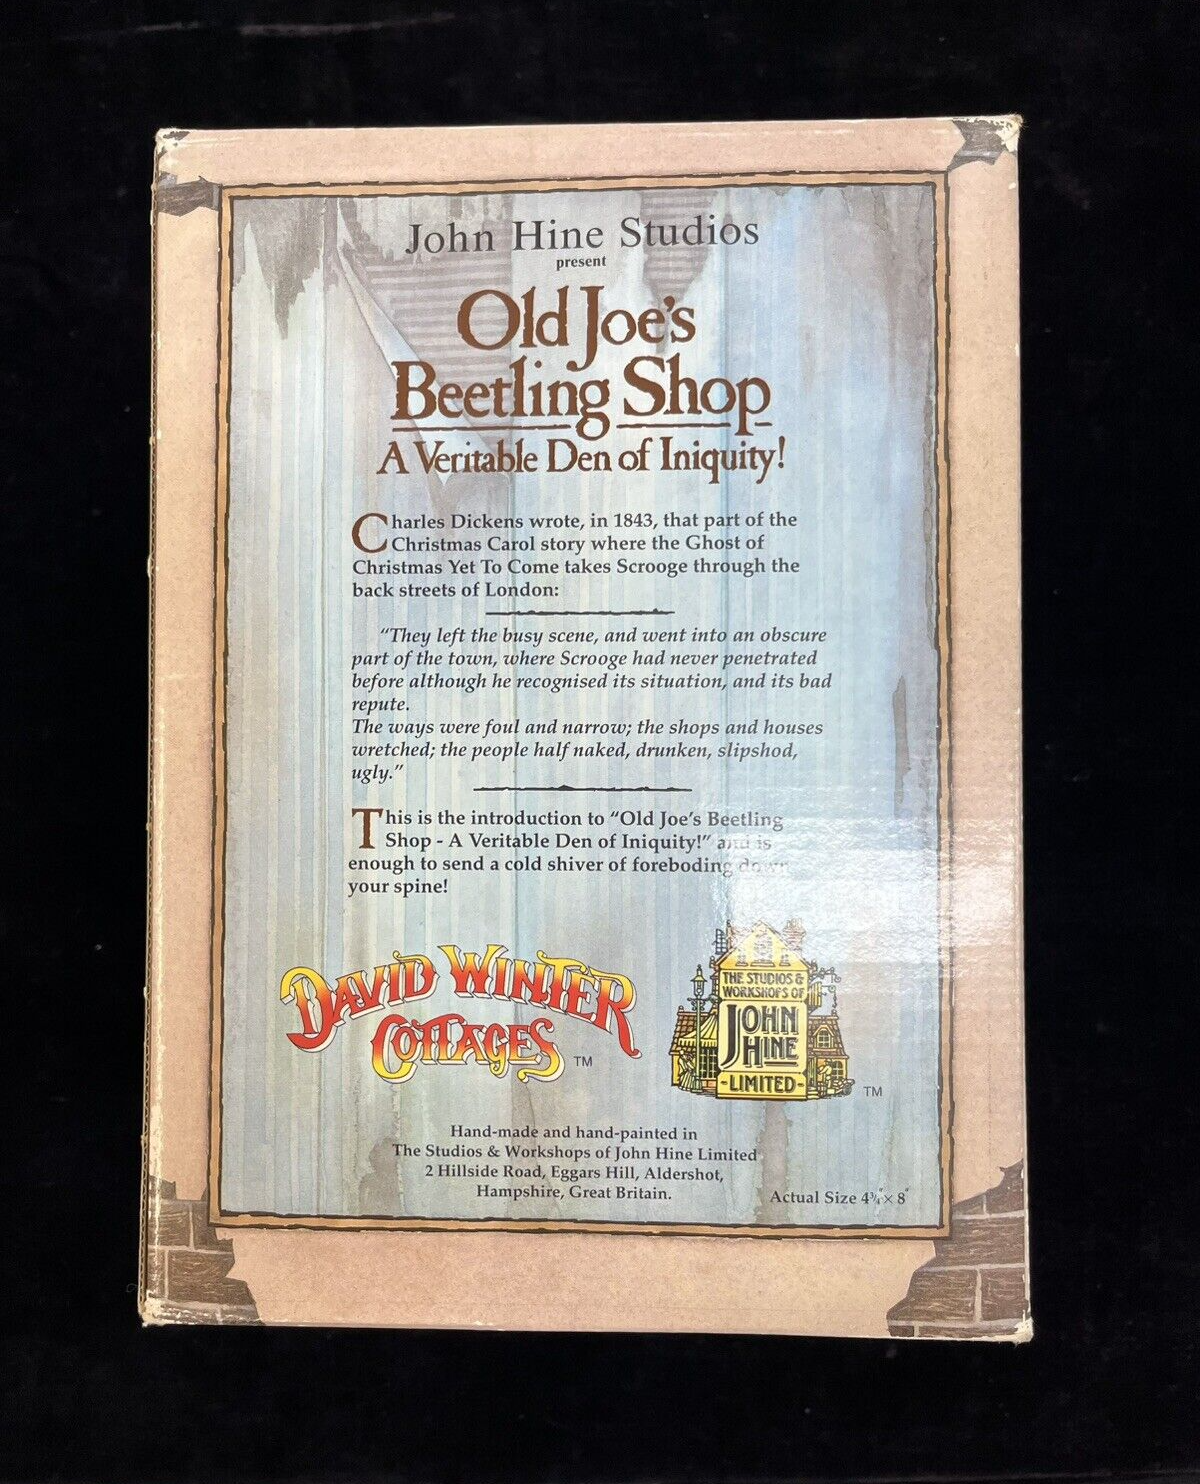 John Hine Studios
present
Old Joe's
Beetling Shop
A Veritable Den of Iniquity!
Charles Dickens wrote, in 1843, that part of the
Christmas Carol story where the Ghost of
Christmas Yet To Come takes Scrooge through the
back streets of London:
“They left the busy scene, and went into an obscure
part of the town, where Scrooge had never penetrated
before although he recognised its situation, and its bad
repute.
The ways were foul and narrow; the shops and houses
wretched; the people half naked, drunken, slipshod,
ugly.”
This is the introduction to “Old Joe's Beetling
Shop - A Veritable Den of Iniquity!” and is
enough to send a cold shiver of foreboding down
your spine!
DAVID WINTER
COTTAGES ™
THE STUDIOS &
WORKSHOPS OF
JOHN
HINE
-LIMITED- ™
Hand-made and hand-painted in
The Studios & Workshops of John Hine Limited
2 Hillside Road, Eggars Hill, Aldershot,
Hampshire, Great Britain.
Actual Size 4¾" × 8"